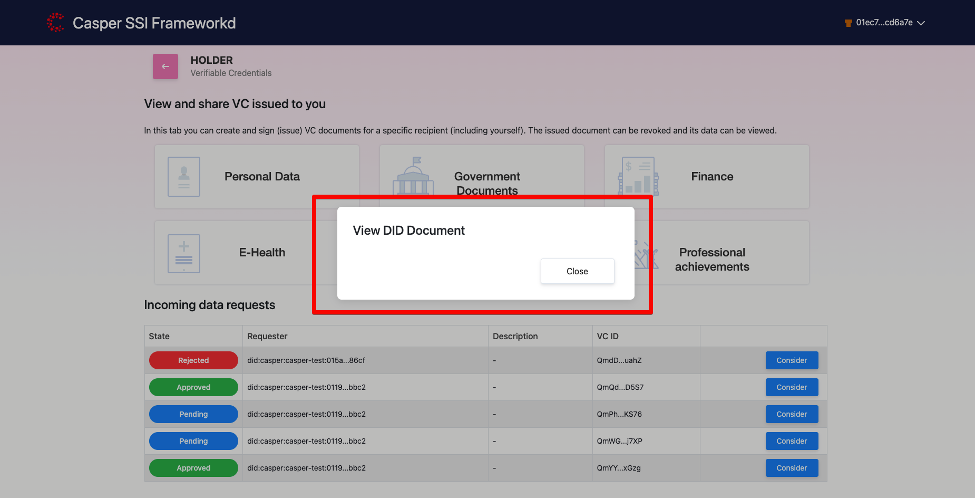 Casper SSI Frameworkd
01ec7...cd6a7e
HOLDER
Verifiable Credentials
View and share VC issued to you
In this tab you can create and sign (issue) VC documents for a specific recipient (including yourself). The issued document can be revoked and its data can be viewed.
Personal Data
Government
Documents
Finance
E-Health
Professional
achievements
View DID Document
Close
Incoming data requests
State Requester Description VC ID
Rejected did:casper:casper-test:016a...86cf - QmdD...uahZ Consider
Approved did:casper:casper-test:0119...bbc2 - QmQd...D5S7 Consider
Pending did:casper:casper-test:0119...bbc2 - QmPh...KS76 Consider
Pending did:casper:casper-test:0119...bbc2 - QmWG...j7XP Consider
Approved did:casper:casper-test:0119...bbc2 - QmYY...xGzg Consider